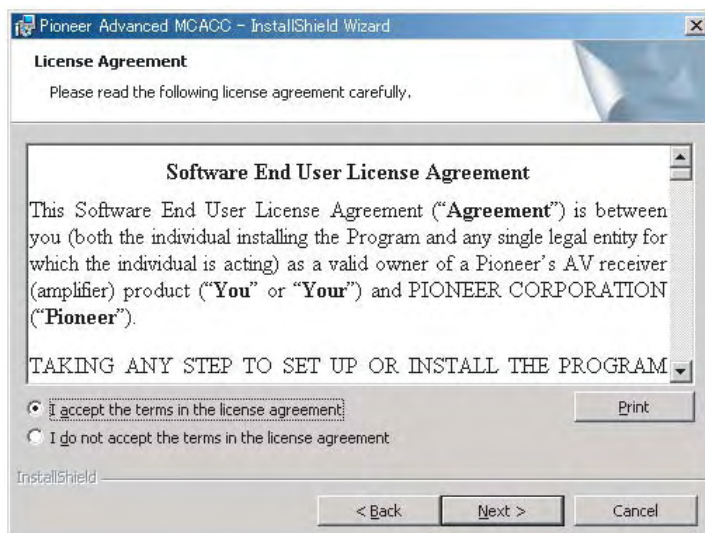 Pioneer Advanced MCACC - InstallShield Wizard
License Agreement
Please read the following license agreement carefully.
Software End User License Agreement
This Software End User License Agreement (“Agreement”) is between
you (both the individual installing the Program and any single legal entity for
which the individual is acting) as a valid owner of a Pioneer’s AV receiver
(amplifier) product (“You” or “Your”) and PIONEER CORPORATION
(“Pioneer”).
TAKING ANY STEP TO SET UP OR INSTALL THE PROGRAM
I accept the terms in the license agreement
Print
I do not accept the terms in the license agreement
InstallShield
< Back
Next >
Cancel